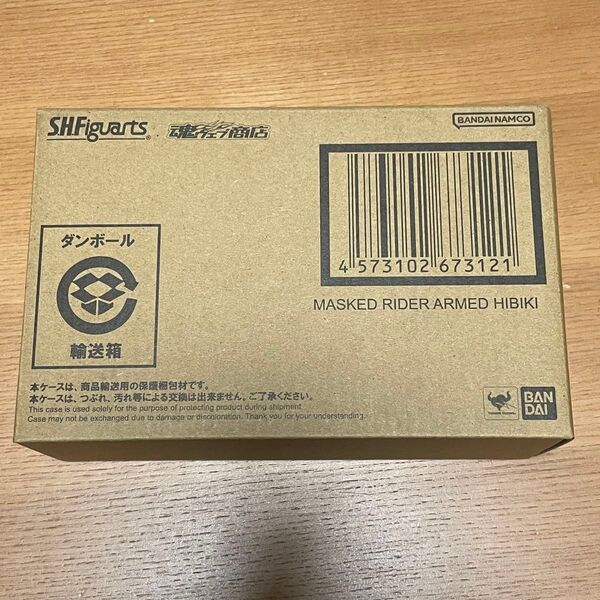 S.H.Figuarts®
魂ウェブ商店
BANDAI NAMCO
4 573102 673121
MASKED RIDER ARMED HIBIKI
ダンボール
輸送箱
本ケースは、商品輸送用の保護梱包材です。
本ケースは、つぶれ、汚れ等による交換は出来ません。ご了承ください。
This case is used solely for the purpose of protecting product during shipment.
Case may not be exchanged due to damage or discoloration. Thank you for your understanding.
BAN
DAI